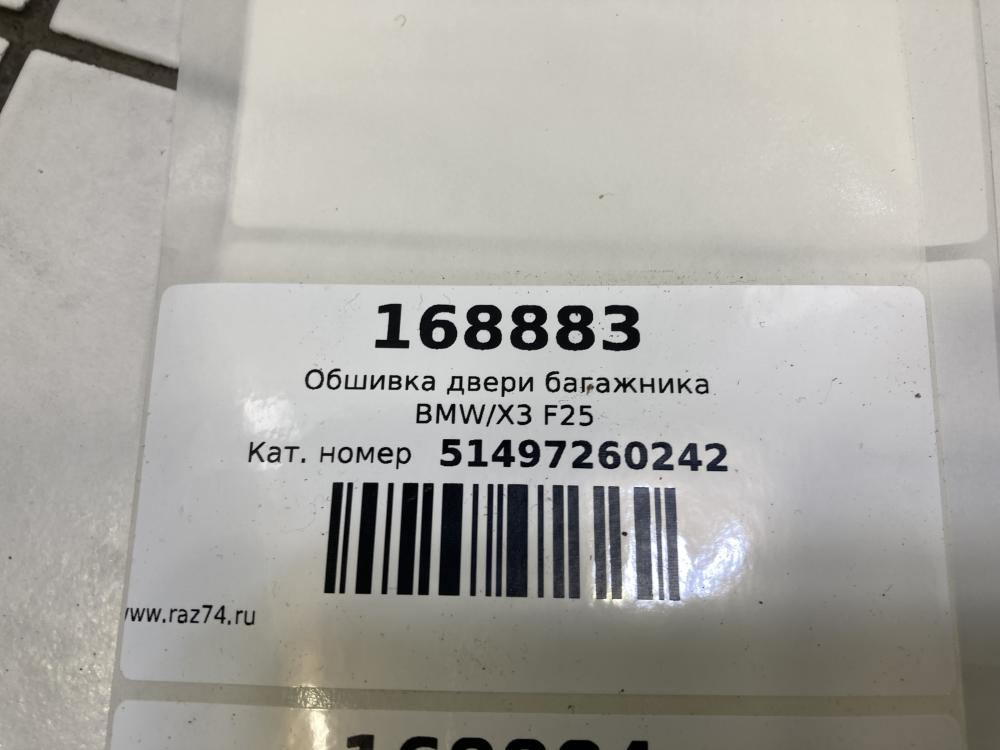 168883
Обшивка двери багажника
BMW/X3 F25
Кат. номер 51497260242
www.raz74.ru